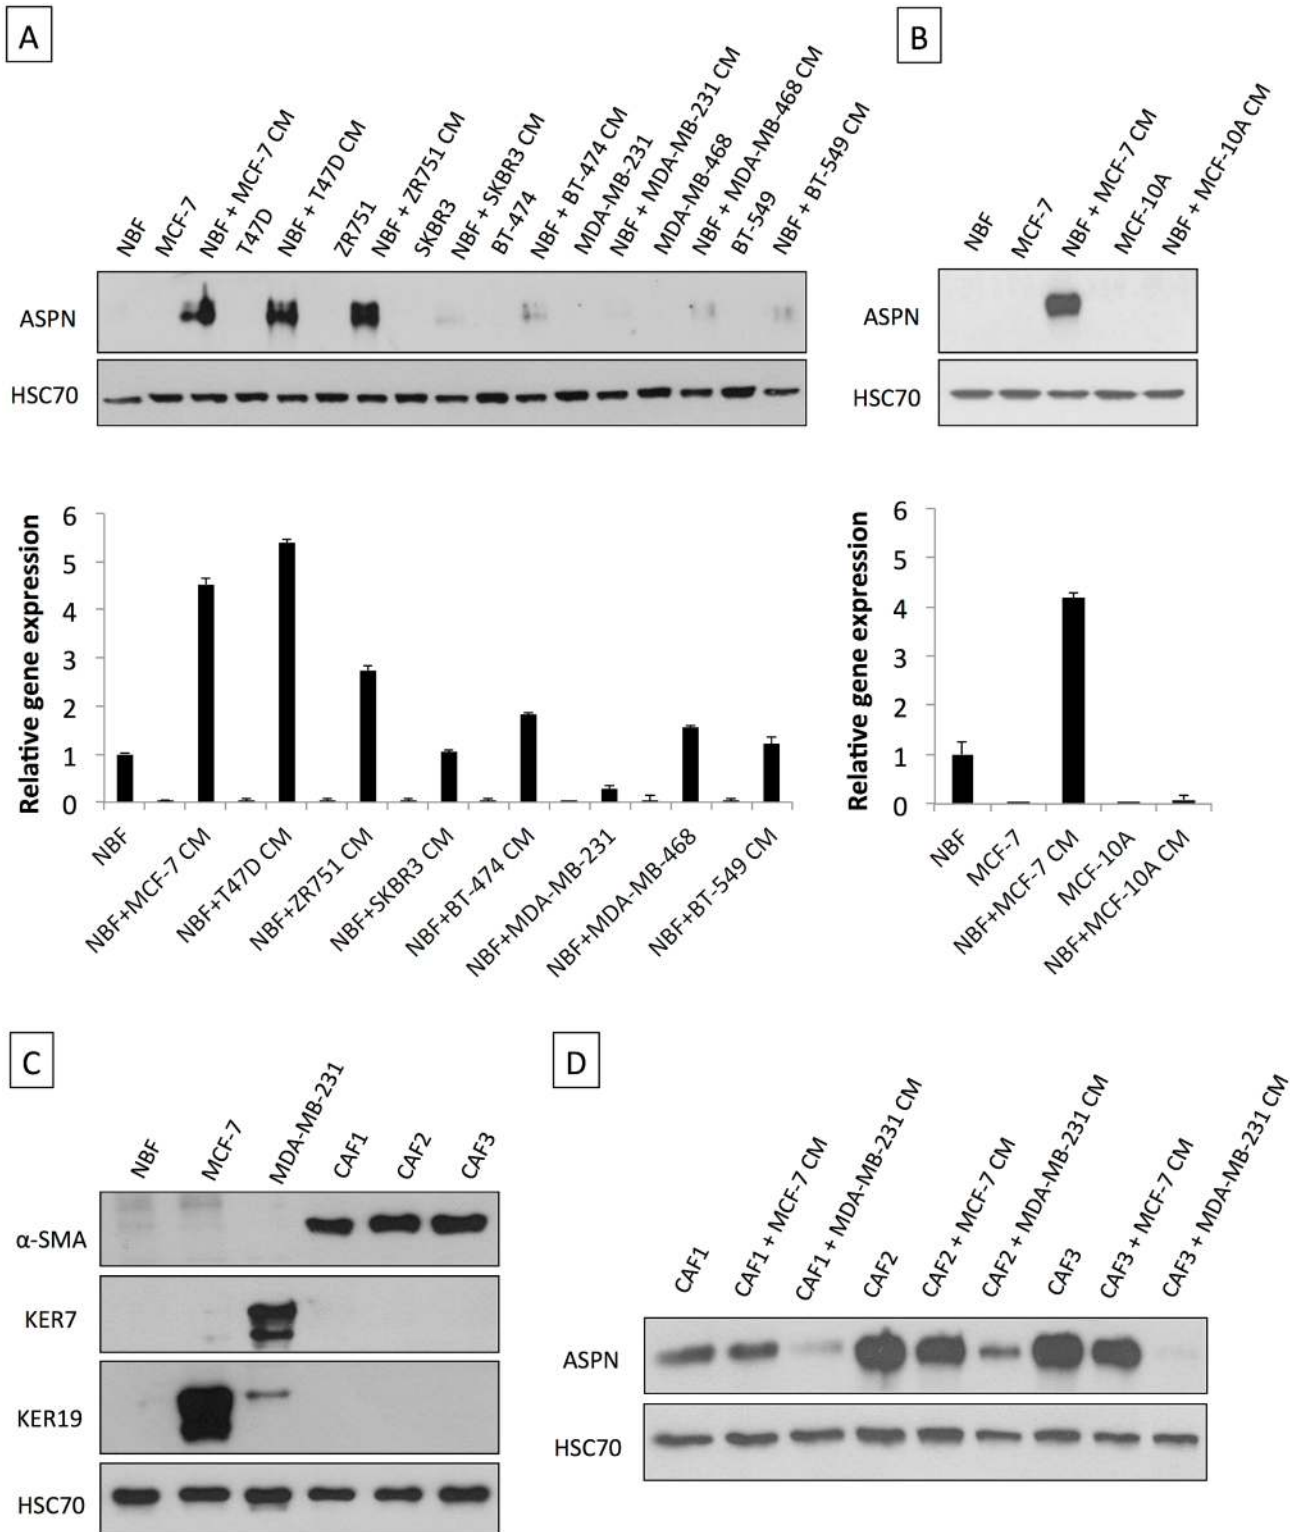 A
NBF
MCF-7
NBF + MCF-7 CM
T47D
NBF + T47D CM
ZR751
NBF + ZR751 CM
SKBR3
NBF + SKBR3 CM
BT-474
NBF + BT-474 CM
MDA-MB-231
NBF + MDA-MB-231 CM
MDA-MB-468
NBF + MDA-MB-468 CM
BT-549
NBF + BT-549 CM
ASPN
HSC70
Relative gene expression
6
5
4
3
2
1
0
NBF
NBF+MCF-7 CM
NBF+T47D CM
NBF+ZR751 CM
NBF+SKBR3 CM
NBF+BT-474 CM
NBF+MDA-MB-231
NBF+MDA-MB-468
NBF+BT-549 CM
B
NBF
MCF-7
NBF + MCF-7 CM
MCF-10A
NBF + MCF-10A CM
ASPN
HSC70
Relative gene expression
6
5
4
3
2
1
0
NBF
MCF-7
NBF+MCF-7 CM
MCF-10A
NBF+MCF-10A CM
C
NBF
MCF-7
MDA-MB-231
CAF1
CAF2
CAF3
α-SMA
KER7
KER19
HSC70
D
CAF1
CAF1 + MCF-7 CM
CAF1 + MDA-MB-231 CM
CAF2
CAF2 + MCF-7 CM
CAF2 + MDA-MB-231 CM
CAF3
CAF3 + MCF-7 CM
CAF3 + MDA-MB-231 CM
ASPN
HSC70